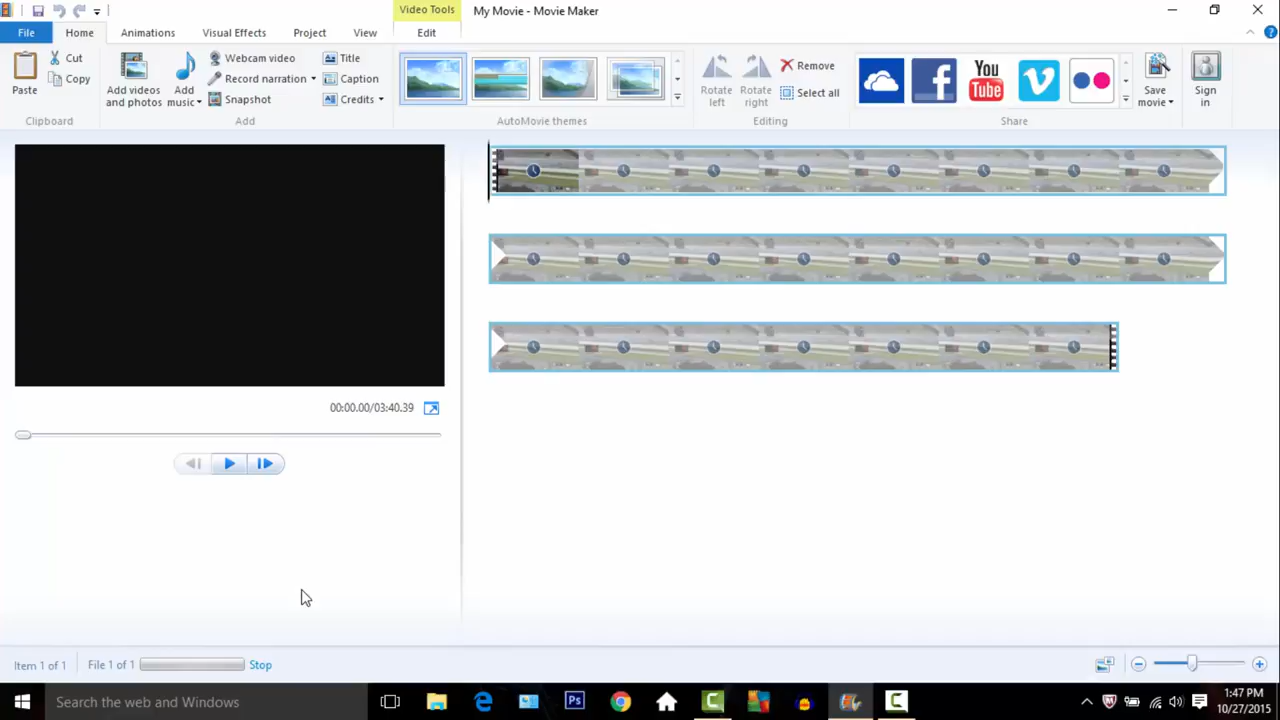 Video Tools
My Movie - Movie Maker
File
Home
Animations
Visual Effects
Project
View
Edit
Paste
Cut
Copy
Clipboard
Add videos
and photos
Add
music
Webcam video
Record narration
Snapshot
Title
Caption
Credits
Add
AutoMovie themes
Rotate
left
Rotate
right
Remove
Select all
Editing
f
You
Tube
v
Share
Save
movie
Sign
in
00:00.00/03:40.39
Item 1 of 1
File 1 of 1
Stop
Search the web and Windows
Ps
1:47 PM
10/27/2015